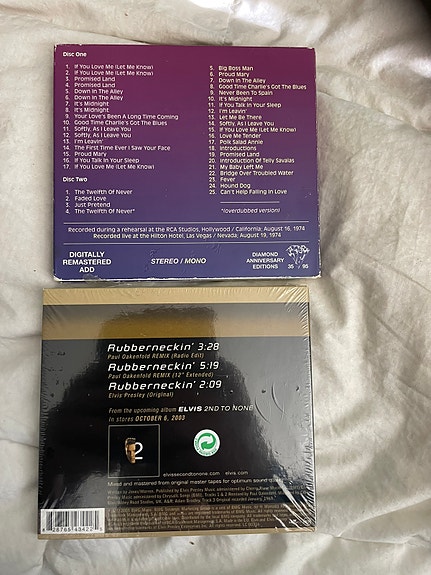 Disc One
1. If You Love Me (Let Me Know)
2. If You Love Me (Let Me Know)
3. Promised Land
4. Promised Land
5. Down In The Alley
6. Down In The Alley
7. It's Midnight
8. It's Midnight
9. Your Love's Been A Long Time Coming
10. Good Time Charlie's Got The Blues
11. Softly, As I Leave You
12. Softly, As I Leave You
13. I'm Leavin'
14. The First Time Ever I Saw Your Face
15. Proud Mary
16. If You Talk In Your Sleep
17. If You Love Me (Let Me Know)
Disc Two
1. The Twelfth Of Never
2. Faded Love
3. Just Pretend
4. The Twelfth Of Never*
5. Big Boss Man
6. Proud Mary
7. Down In The Alley
8. Good Time Charlie's Got The Blues
9. Never Been To Spain
10. It's Midnight
11. If You Talk In Your Sleep
12. I'm Leavin'
13. Let Me Be There
14. Softly, As I Leave You
15. If You Love Me (Let Me Know)
16. Love Me Tender
17. Polk Salad Annie
18. Introductions
19. Promised Land
20. Introduction Of Telly Savalas
21. My Baby Left Me
22. Bridge Over Troubled Water
23. Fever
24. Hound Dog
25. Can't Help Falling In Love
*(overdubbed version)
Recorded during a rehearsal at the RCA Studios, Hollywood / California; August 16, 1974
Recorded live at the Hilton Hotel, Las Vegas / Nevada; August 19, 1974
DIGITALLY
REMASTERED
ADD
STEREO / MONO
DIAMOND
ANNIVERSARY
EDITIONS
35 / 95
Rubberneckin' 3:28
Paul Oakenfold REMIX (Radio Edit)
Rubberneckin' 5:19
Paul Oakenfold REMIX (12" Extended)
Rubberneckin' 2:09
Elvis Presley (Original)
From the upcoming album ELVIS 2ND TO NONE
In stores OCTOBER 6, 2003
2
elvissecondtonone.com elvis.com
Mixed and mastered from original master tapes for optimum sound